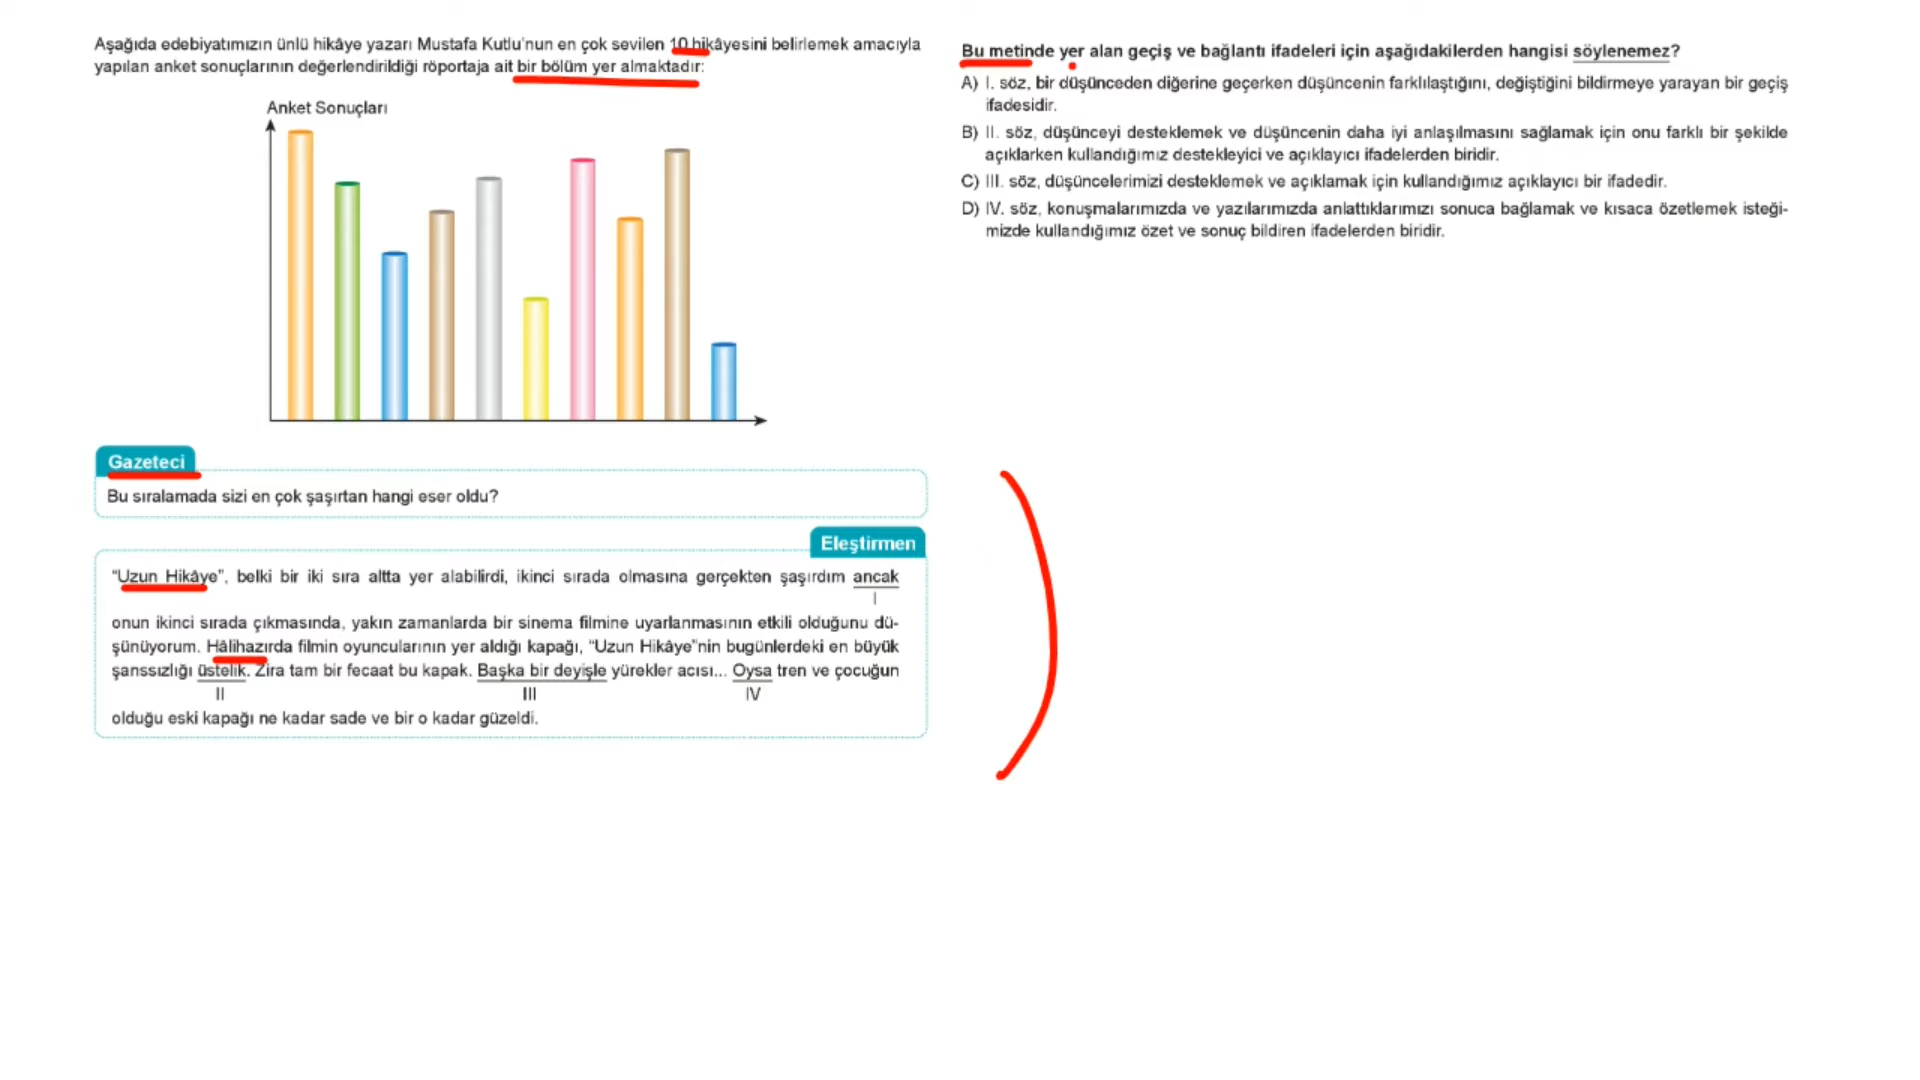 Aşağıda edebiyatımızın ünlü hikâye yazarı Mustafa Kutlu'nun en çok sevilen 10 hikâyesini belirlemek amacıyla
yapılan anket sonuçlarının değerlendirildiği röportaja ait bir bölüm yer almaktadır:
Anket Sonuçları
Gazeteci
Bu sıralamada sizi en çok şaşırtan hangi eser oldu?
Eleştirmen
"Uzun Hikâye", belki bir iki sıra altta yer alabilirdi, ikinci sırada olmasına gerçekten şaşırdım ancak
I
onun ikinci sırada çıkmasında, yakın zamanlarda bir sinema filmine uyarlanmasının etkili olduğunu dü-
şünüyorum. Hâlihazırda filmin oyuncularının yer aldığı kapağı, "Uzun Hikâye"nin bugünlerdeki en büyük
şanssızlığı üstelik. Zira tam bir fecaat bu kapak. Başka bir deyişle yürekler acısı... Oysa tren ve çocuğun
II III IV
olduğu eski kapağı ne kadar sade ve bir o kadar güzeldi.
Bu metinde yer alan geçiş ve bağlantı ifadeleri için aşağıdakilerden hangisi söylenemez?
A) I. söz, bir düşünceden diğerine geçerken düşüncenin farklılaştığını, değiştiğini bildirmeye yarayan bir geçiş
ifadesidir.
B) II. söz, düşünceyi desteklemek ve düşüncenin daha iyi anlaşılmasını sağlamak için onu farklı bir şekilde
açıklarken kullandığımız destekleyici ve açıklayıcı ifadelerden biridir.
C) III. söz, düşüncelerimizi desteklemek ve açıklamak için kullandığımız açıklayıcı bir ifadedir.
D) IV. söz, konuşmalarımızda ve yazılarımızda anlattıklarımızı sonuca bağlamak ve kısaca özetlemek isteği-
mizde kullandığımız özet ve sonuç bildiren ifadelerden biridir.